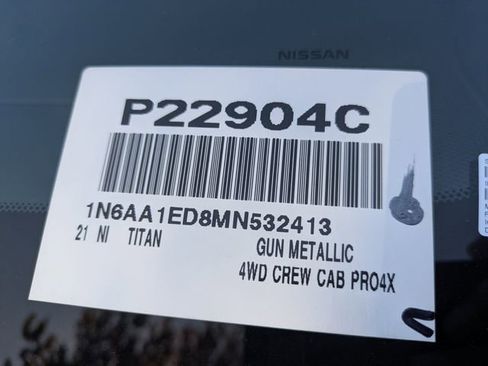 NISSAN
P22904C
1N6AA1ED8MN532413
21 NI TITAN
GUN METALLIC
4WD CREW CAB PRO4X